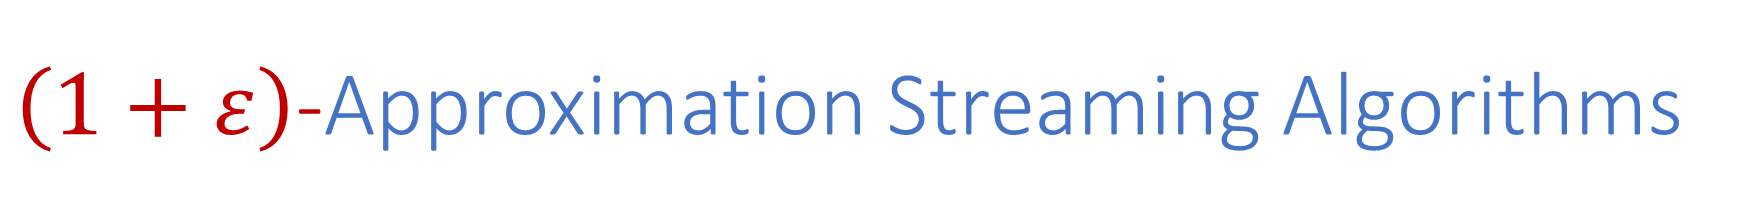 (1 + ε)-Approximation Streaming Algorithms